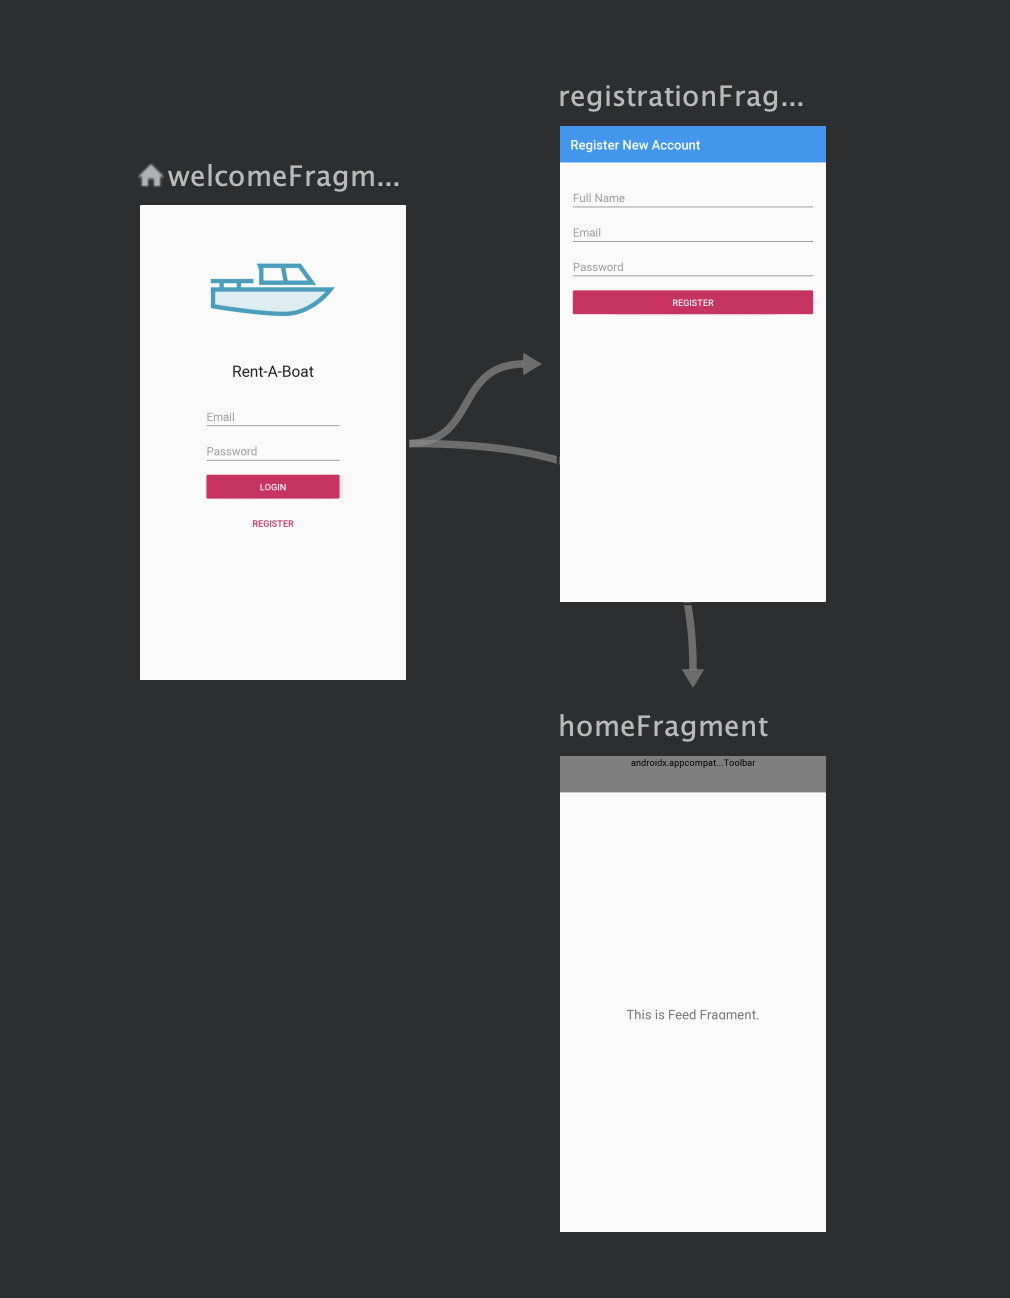 welcomeFragm...
Rent-A-Boat
Email
Password
LOGIN
REGISTER
registrationFrag...
Register New Account
Full Name
Email
Password
REGISTER
homeFragment
androidx.appcompat...Toolbar
This is Feed Fragment.